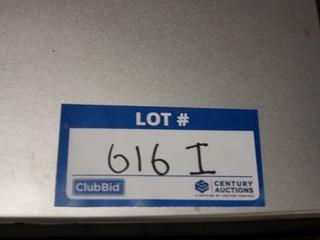 LOT #
616 I
ClubBid
CENTURY
AUCTIONS